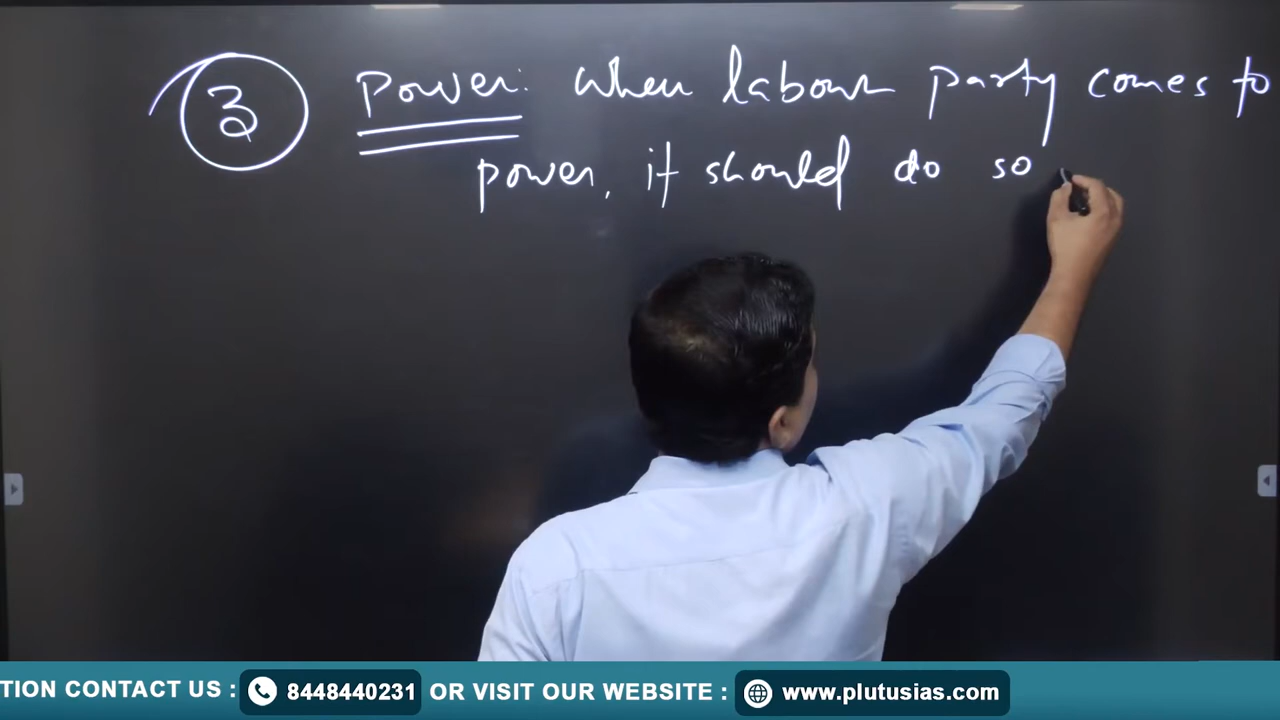 3 Power: When labour party comes to
power, it should do so
TION CONTACT US : 8448440231 OR VISIT OUR WEBSITE : www.plutusias.com